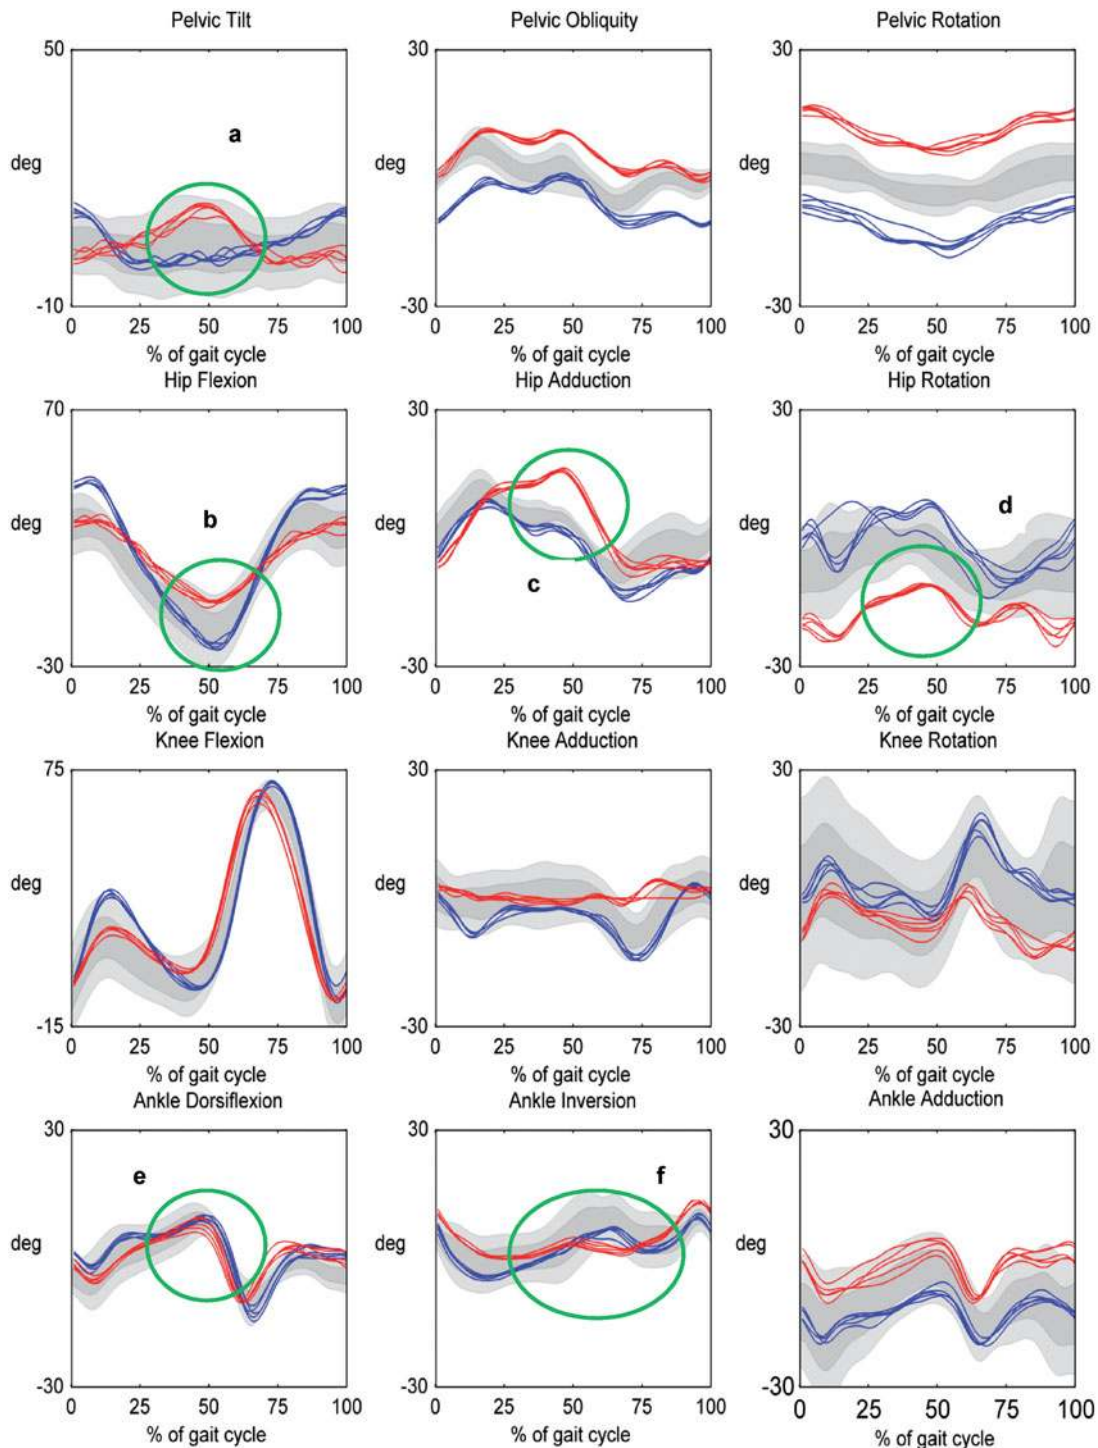 Pelvic Tilt Pelvic Obliquity Pelvic Rotation
50 30 30
a
deg deg deg
-10 -30 -30
0 25 50 75 100 0 25 50 75 100 0 25 50 75 100
% of gait cycle % of gait cycle % of gait cycle
Hip Flexion Hip Adduction Hip Rotation
70 30 30
b d
deg deg deg
c
-30 -30 -30
0 25 50 75 100 0 25 50 75 100 0 25 50 75 100
% of gait cycle % of gait cycle % of gait cycle
Knee Flexion Knee Adduction Knee Rotation
75 30 30
deg deg deg
-15 -30 -30
0 25 50 75 100 0 25 50 75 100 0 25 50 75 100
% of gait cycle % of gait cycle % of gait cycle
Ankle Dorsiflexion Ankle Inversion Ankle Adduction
30 30 30
e f
deg deg deg
-30 -30 -30
0 25 50 75 100 0 25 50 75 100 0 25 50 75 100
% of gait cycle % of gait cycle % of gait cycle